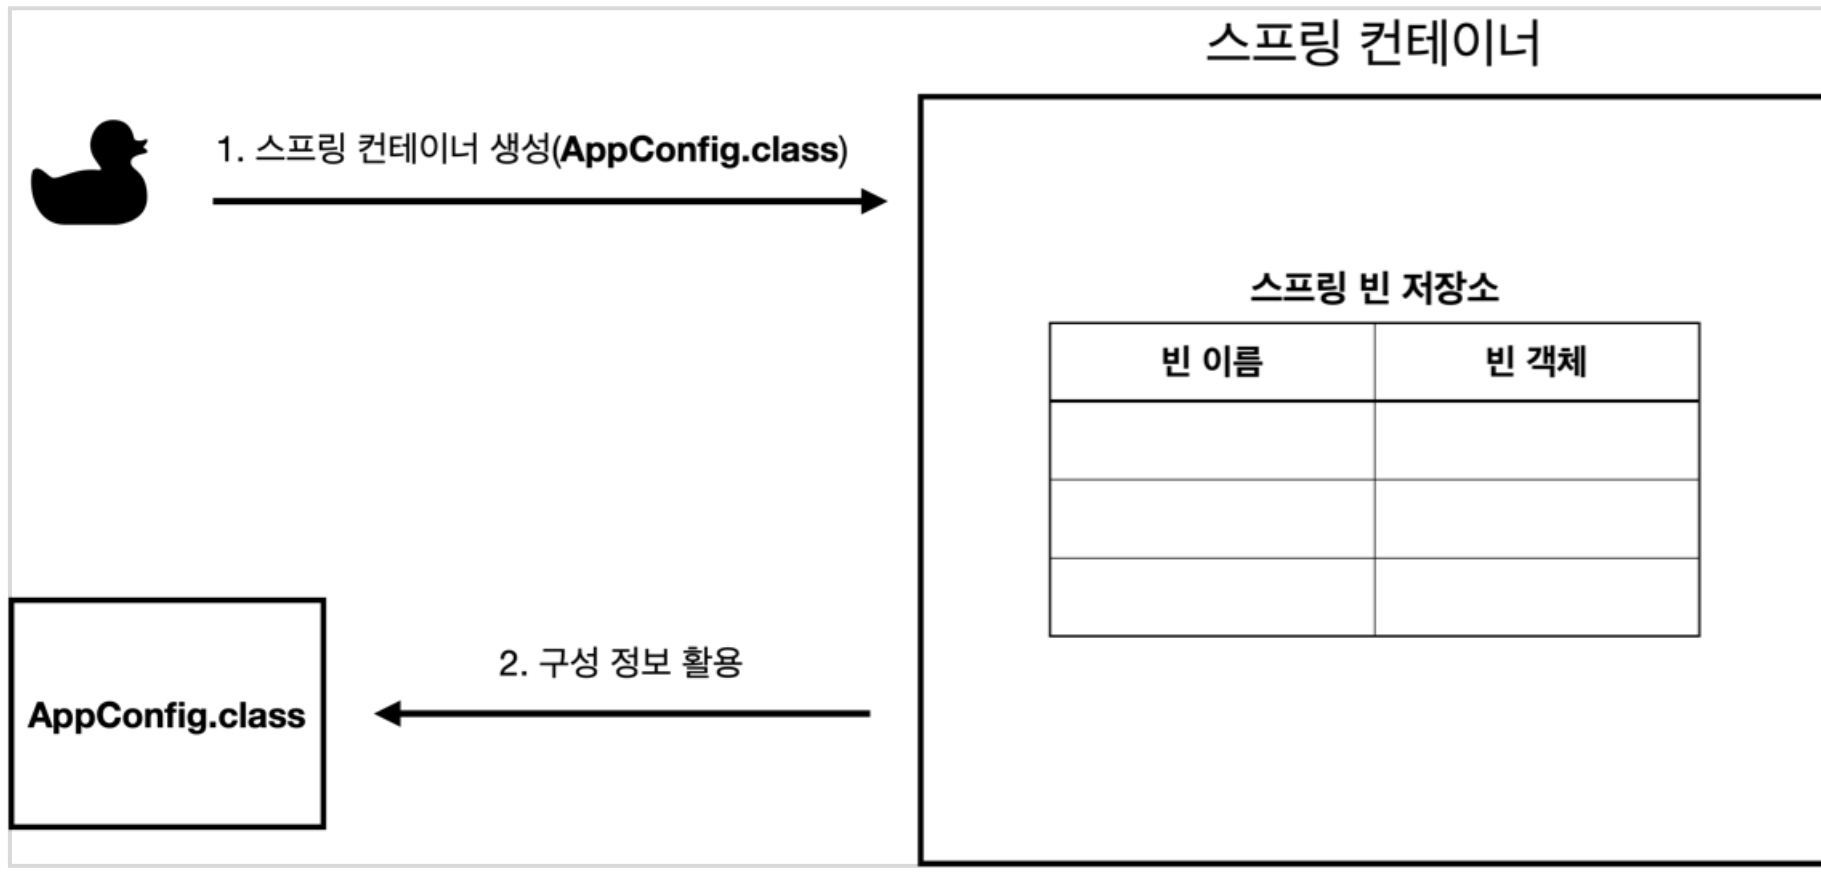 스프링 컨테이너
1. 스프링 컨테이너 생성(AppConfig.class)
스프링 빈 저장소
빈 이름
빈 객체
2. 구성 정보 활용
AppConfig.class